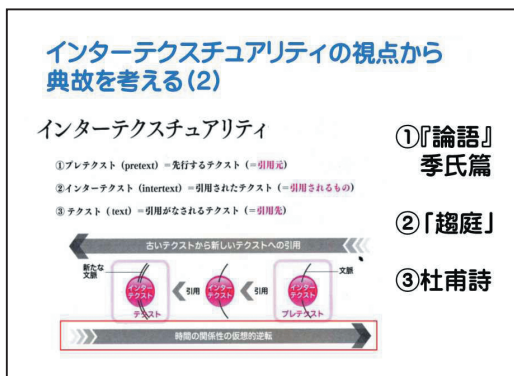 インターテクスチュアリティの視点から
典故を考える(2)
インターテクスチュアリティ
①プレテクスト (pretext) =先行するテクスト (=引用元)
②インターテクスト (intertext) =引用されたテクスト (=引用されるもの)
③テクスト (text) =引用がなされるテクスト (=引用先)
古いテクストから新しいテクストへの引用
新たな
文脈
インター
テクスト
テクスト
引用
インター
テクスト
引用
インター
テクスト
プレテクスト
文脈
時間の関係性の仮想的逆転
①『論語』
季氏篇
②「趨庭」
③杜甫詩